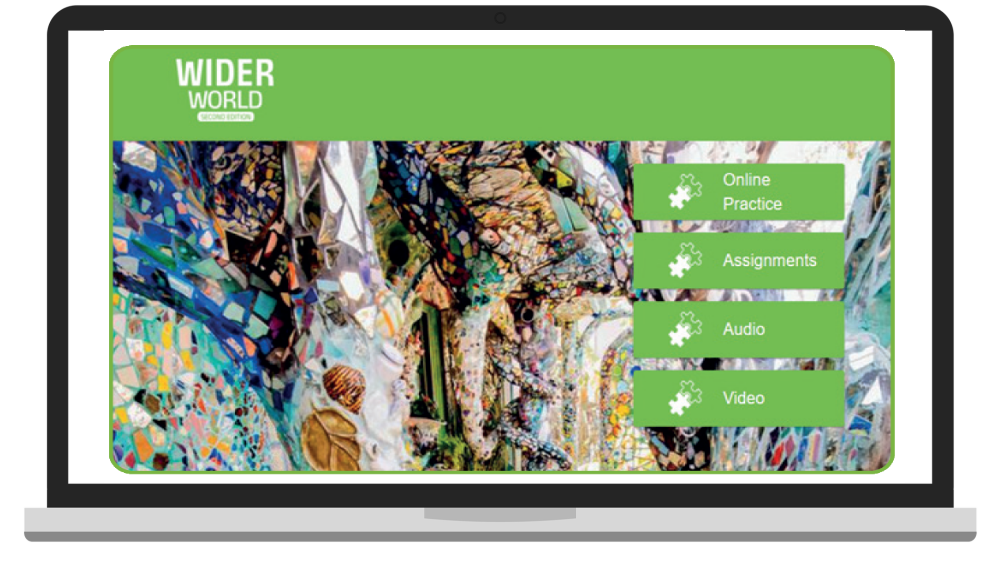 WIDER
WORLD
SECOND EDITION
Online
Practice
Assignments
Audio
Video